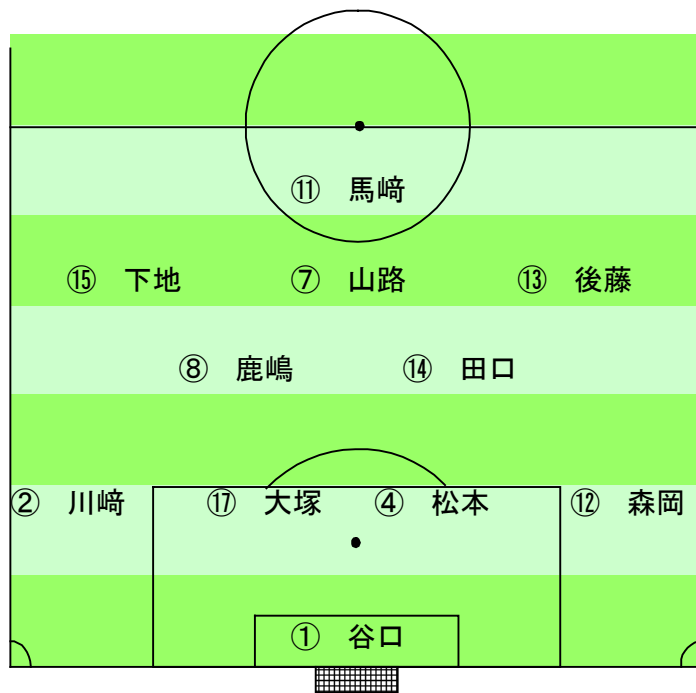 ⑪ 馬﨑
⑮ 下地 ⑦ 山路 ⑬ 後藤
⑧ 鹿嶋 ⑭ 田口
② 川﨑 ⑰ 大塚 ④ 松本 ⑫ 森岡
① 谷口